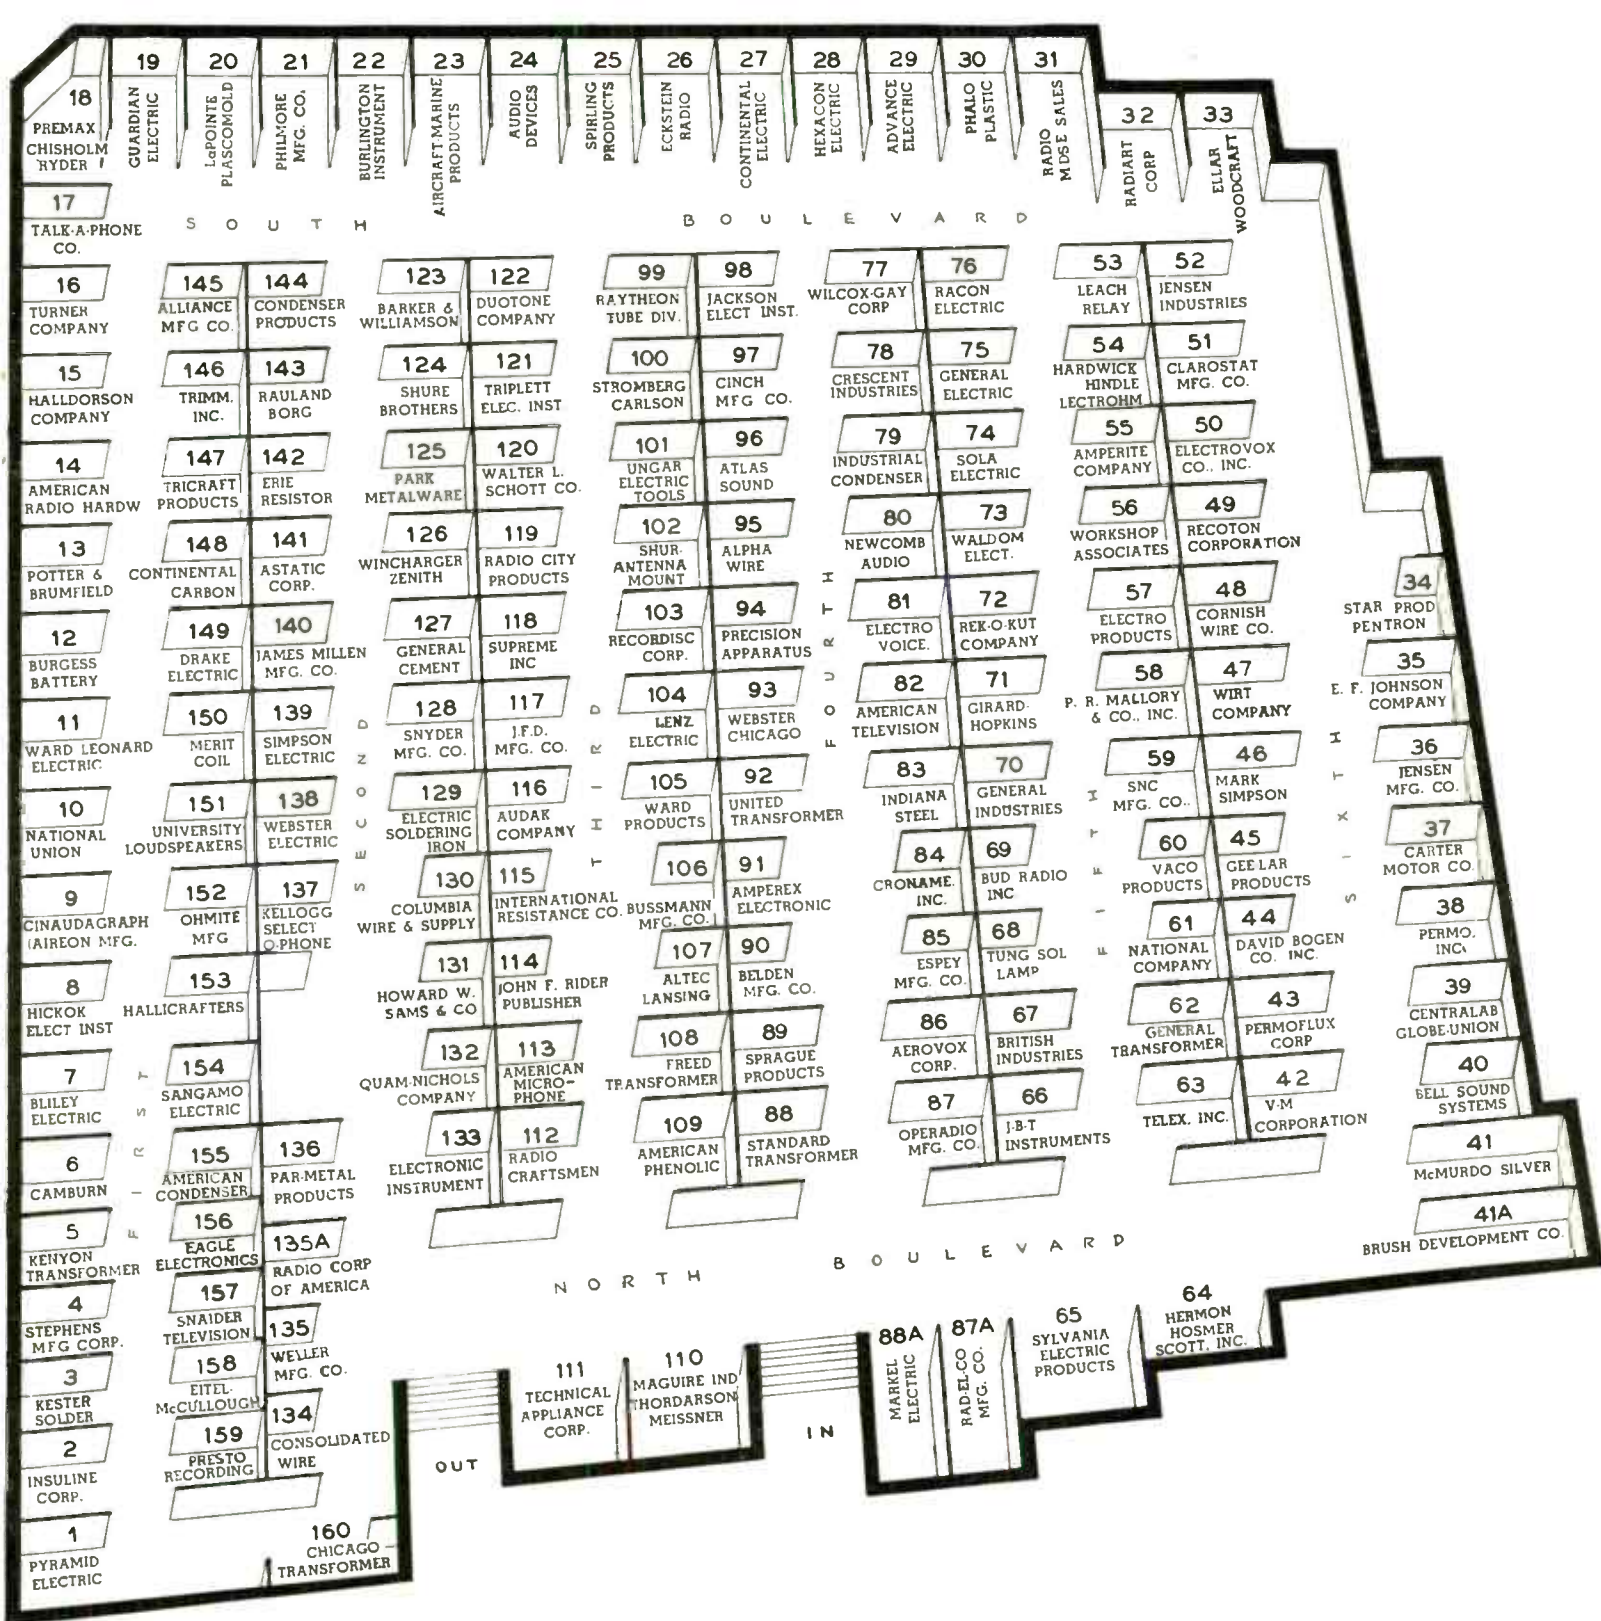 18
PREMAX
CHISHOLM
RYDER
19
GUARDIAN
ELECTRIC
20
LaPOINTE
PLASCOMOLD
21
PHILMORE
MFG. CO.
22
BURLINGTON
INSTRUMENT
23
AIRCRAFT-MARINE
PRODUCTS
24
AUDIO
DEVICES
25
SPIRLING
PRODUCTS
26
ECKSTEIN
RADIO
27
CONTINENTAL
ELECTRIC
28
HEXACON
ELECTRIC
29
ADVANCE
ELECTRIC
30
PHALO
PLASTIC
31
RADIO
MDSE SALES
32
RADIART
CORP
33
ELLAR
WOODCRAFT
SOUTH BOULEVARD
17
TALK-A-PHONE
CO.
16
TURNER
COMPANY
15
HALLDORSON
COMPANY
14
AMERICAN
RADIO HARDW
13
POTTER &
BRUMFIELD
12
BURGESS
BATTERY
11
WARD LEONARD
ELECTRIC
10
NATIONAL
UNION
9
CINAUDAGRAPH
(AIREON MFG.
8
HICKOK
ELECT INST
7
BLILEY
ELECTRIC
6
CAMBURN
5
KENYON
TRANSFORMER
4
STEPHENS
MFG CORP.
3
KESTER
SOLDER
2
INSULINE
CORP.
1
PYRAMID
ELECTRIC
FIRST
145
ALLIANCE
MFG CO.
146
TRIMM.
INC.
147
TRICRAFT
PRODUCTS
148
CONTINENTAL
CARBON
149
DRAKE
ELECTRIC
150
MERIT
COIL
151
UNIVERSITY
LOUDSPEAKERS
152
OHMITE
MFG
153
HALLICRAFTERS
154
SANGAMO
ELECTRIC
155
AMERICAN
CONDENSER
156
EAGLE
ELECTRONICS
157
SNAIDER
TELEVISION
158
EITEL-
McCULLOUGH
159
PRESTO
RECORDING
144
CONDENSER
PRODUCTS
143
RAULAND
BORG
142
ERIE
RESISTOR
141
ASTATIC
CORP.
140
JAMES MILLEN
MFG. CO.
139
SIMPSON
ELECTRIC
138
WEBSTER
ELECTRIC
137
KELLOGG
SELECT
O-PHONE
136
PAR-METAL
PRODUCTS
135A
RADIO CORP
OF AMERICA
135
WELLER
MFG. CO.
134
CONSOLIDATED
WIRE
160
CHICAGO
TRANSFORMER
SECOND
123
BARKER &
WILLIAMSON
124
SHURE
BROTHERS
125
PARK
METALWARE
126
WINCHARGER
ZENITH
127
GENERAL
CEMENT
128
SNYDER
MFG. CO.
129
ELECTRIC
SOLDERING
IRON
130
COLUMBIA
WIRE & SUPPLY
131
HOWARD W.
SAMS & CO
132
QUAM-NICHOLS
COMPANY
133
ELECTRONIC
INSTRUMENT
122
DUOTONE
COMPANY
121
TRIPLETT
ELEC. INST
120
WALTER L.
SCHOTT CO.
119
RADIO CITY
PRODUCTS
118
SUPREME
INC
117
J.F.D.
MFG. CO.
116
AUDAK
COMPANY
115
INTERNATIONAL
RESISTANCE CO.
114
JOHN F. RIDER
PUBLISHER
113
AMERICAN
MICRO-
PHONE
112
RADIO
CRAFTSMEN
THIRD
99
RAYTHEON
TUBE DIV.
100
STROMBERG
CARLSON
101
UNGAR
ELECTRIC
TOOLS
102
SHUR-
ANTENNA
MOUNT
103
RECORDISC
CORP.
104
LENZ
ELECTRIC
105
WARD
PRODUCTS
106
BUSSMANN
MFG. CO.
107
ALTEC
LANSING
108
FREED
TRANSFORMER
109
AMERICAN
PHENOLIC
98
JACKSON
ELECT INST.
97
CINCH
MFG CO.
96
ATLAS
SOUND
95
ALPHA
WIRE
94
PRECISION
APPARATUS
93
WEBSTER
CHICAGO
92
UNITED
TRANSFORMER
91
AMPEREX
ELECTRONIC
90
BELDEN
MFG. CO.
89
SPRAGUE
PRODUCTS
88
STANDARD
TRANSFORMER
FOURTH
77
WILCOX-GAY
CORP
78
CRESCENT
INDUSTRIES
79
INDUSTRIAL
CONDENSER
80
NEWCOMB
AUDIO
81
ELECTRO
VOICE.
82
AMERICAN
TELEVISION
83
INDIANA
STEEL
84
CRONAME.
INC.
85
ESPEY
MFG. CO.
86
AEROVOX
CORP.
87
OPERADIO
MFG. CO.
76
RACON
ELECTRIC
75
GENERAL
ELECTRIC
74
SOLA
ELECTRIC
73
WALDOM
ELECT.
72
REK-O-KUT
COMPANY
71
GIRARD-
HOPKINS
70
GENERAL
INDUSTRIES
69
BUD RADIO
INC
68
TUNG SOL
LAMP
67
BRITISH
INDUSTRIES
66
J-B-T
INSTRUMENTS
FIFTH
53
LEACH
RELAY
54
HARDWICK
HINDLE
LECTROHM
55
AMPERITE
COMPANY
56
WORKSHOP
ASSOCIATES
57
ELECTRO
PRODUCTS
58
P. R. MALLORY
& CO., INC.
59
SNC
MFG. CO..
60
VACO
PRODUCTS
61
NATIONAL
COMPANY
62
GENERAL
TRANSFORMER
63
TELEX, INC.
52
JENSEN
INDUSTRIES
51
CLAROSTAT
MFG. CO.
50
ELECTROVOX
CO., INC.
49
RECOTON
CORPORATION
48
CORNISH
WIRE CO.
47
WIRT
COMPANY
46
MARK
SIMPSON
45
GEE LAR
PRODUCTS
44
DAVID BOGEN
CO. INC.
43
PERMOFLUX
CORP
42
V-M
CORPORATION
SIXTH
34
STAR PROD
PENTRON
35
E. F. JOHNSON
COMPANY
36
JENSEN
MFG. CO.
37
CARTER
MOTOR CO.
38
PERMO.
INC.
39
CENTRALAB
GLOBE-UNION
40
BELL SOUND
SYSTEMS
41
McMURDO SILVER
41A
BRUSH DEVELOPMENT CO.
NORTH BOULEVARD
OUT
111
TECHNICAL
APPLIANCE
CORP.
110
MAGUIRE IND
THORDARSON
MEISSNER
IN
88A
MARKEL
ELECTRIC
87A
RAD-EL-CO
MFG. CO.
65
SYLVANIA
ELECTRIC
PRODUCTS
64
HERMON
HOSMER
SCOTT, INC.